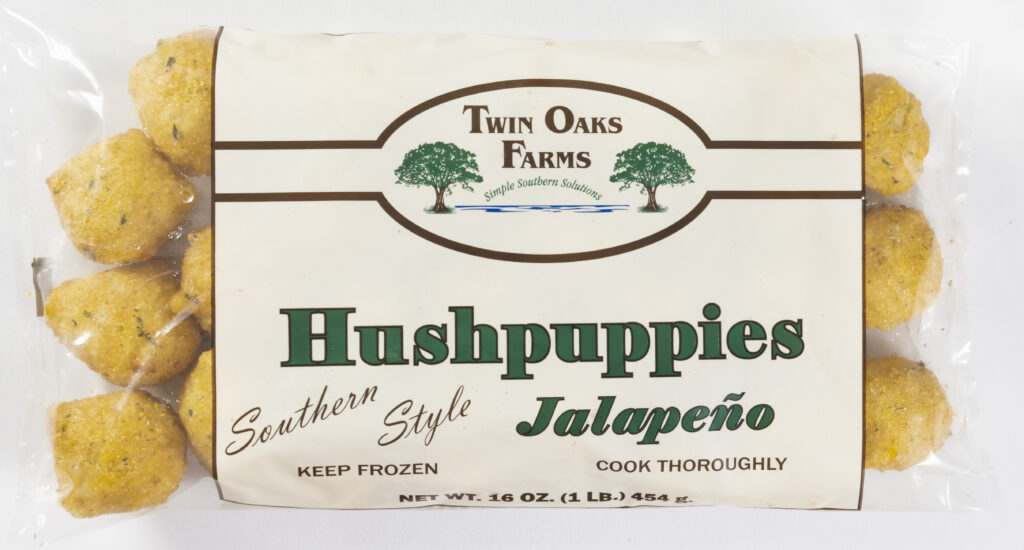 TWIN OAKS
FARMS
Simple Southern Solutions
Hushpuppies
Southern Style
Jalapeño
KEEP FROZEN
COOK THOROUGHLY
NET WT. 16 OZ. (1 LB.) 454 g.